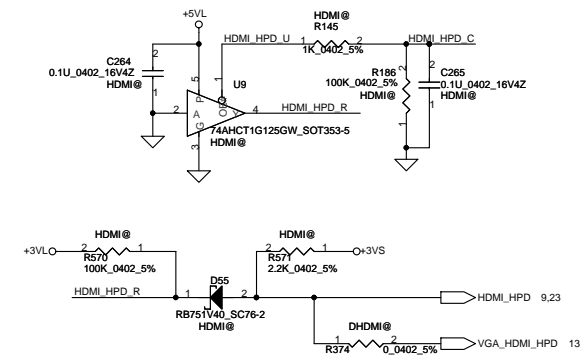 +5VL
HDMI_HPD_U
HDMI@
R145
1 2
1K_0402_5%
HDMI_HPD_C
C264
0.1U_0402_16V4Z
HDMI@
2
1
5
1
U9
P
OE#
2 A Y 4
G
3
HDMI_HPD_R
74AHCT1G125GW_SOT353-5
HDMI@
R186
100K_0402_5%
HDMI@
2
1
2
1
C265
0.1U_0402_16V4Z
HDMI@
+3VL
HDMI@
2 1
R570
100K_0402_5%
HDMI@
2 1
R571
2.2K_0402_5%
+3VS
HDMI_HPD_R
D55
1 2
RB751V40_SC76-2
HDMI@
HDMI_HPD 9,23
DHDMI@
1 2
R374 0_0402_5%
VGA_HDMI_HPD 13